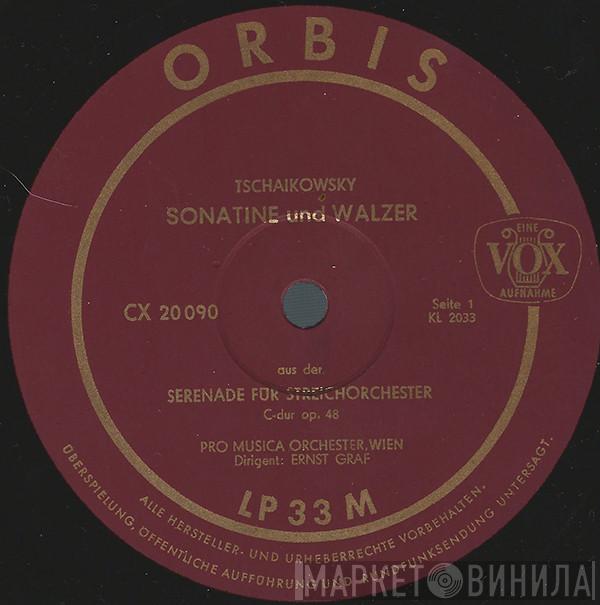 ORBIS
TSCHAIKOWSKY
SONATINE und WALZER
EINE
VOX
AUFNAHME
CX 20 090
Seite 1
KL 2033
aus der
SERENADE FÜR STREICHORCHESTER
C-dur op. 48
PRO MUSICA ORCHESTER, WIEN
Dirigent: ERNST GRAF
LP 33 M
ALLE HERSTELLER- UND URHEBERRECHTE VORBEHALTEN.
ÜBERSPIELUNG, ÖFFENTLICHE AUFFÜHRUNG UND RUNDFUNKSENDUNG UNTERSAGT.
МАРКЕТ ВИНИЛА